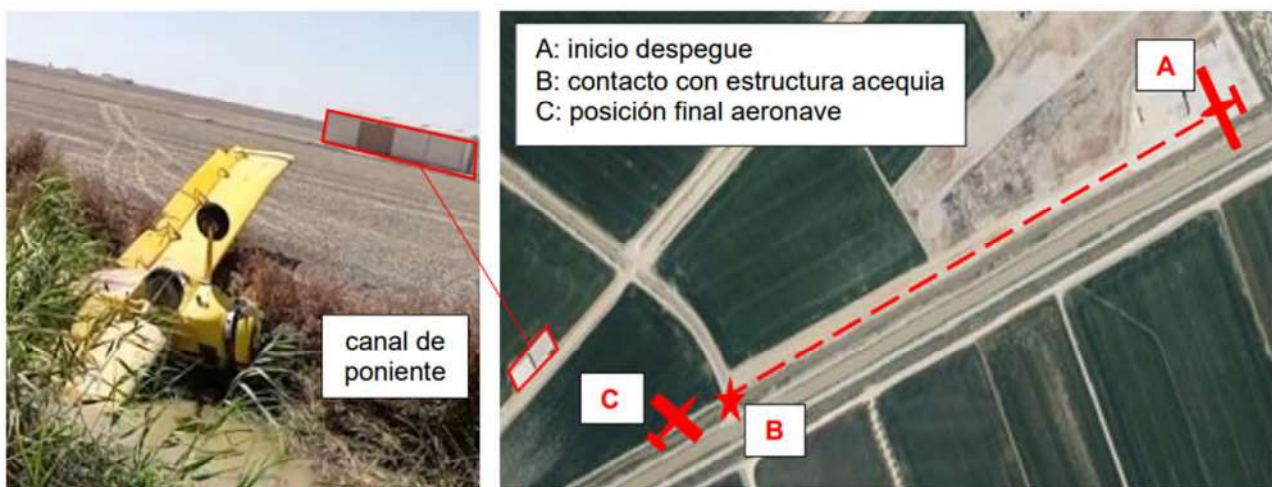 canal de
poniente
A: inicio despegue
B: contacto con estructura acequia
C: posición final aeronave
A
C
B